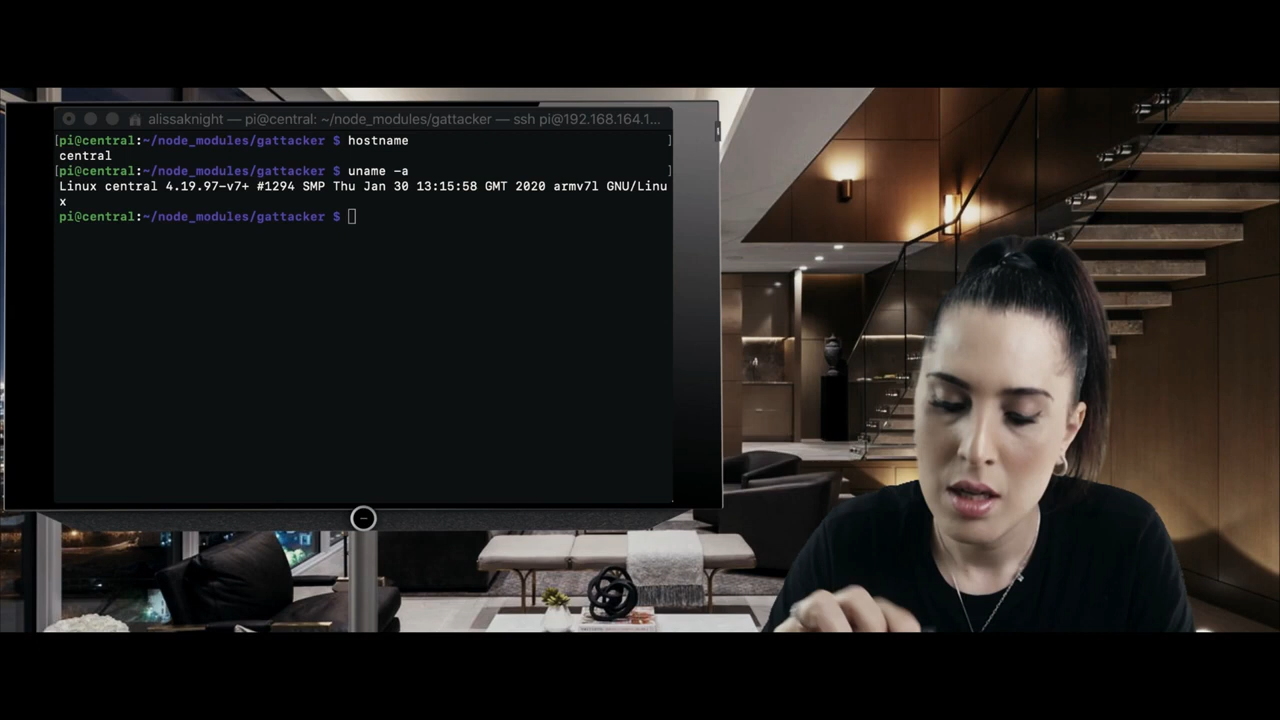 alissaknight — pi@central: ~/node_modules/gattacker — ssh pi@192.168.164.1...
[pi@central:~/node_modules/gattacker $ hostname ]
central
[pi@central:~/node_modules/gattacker $ uname -a ]
Linux central 4.19.97-v7+ #1294 SMP Thu Jan 30 13:15:58 GMT 2020 armv7l GNU/Linu
x
pi@central:~/node_modules/gattacker $